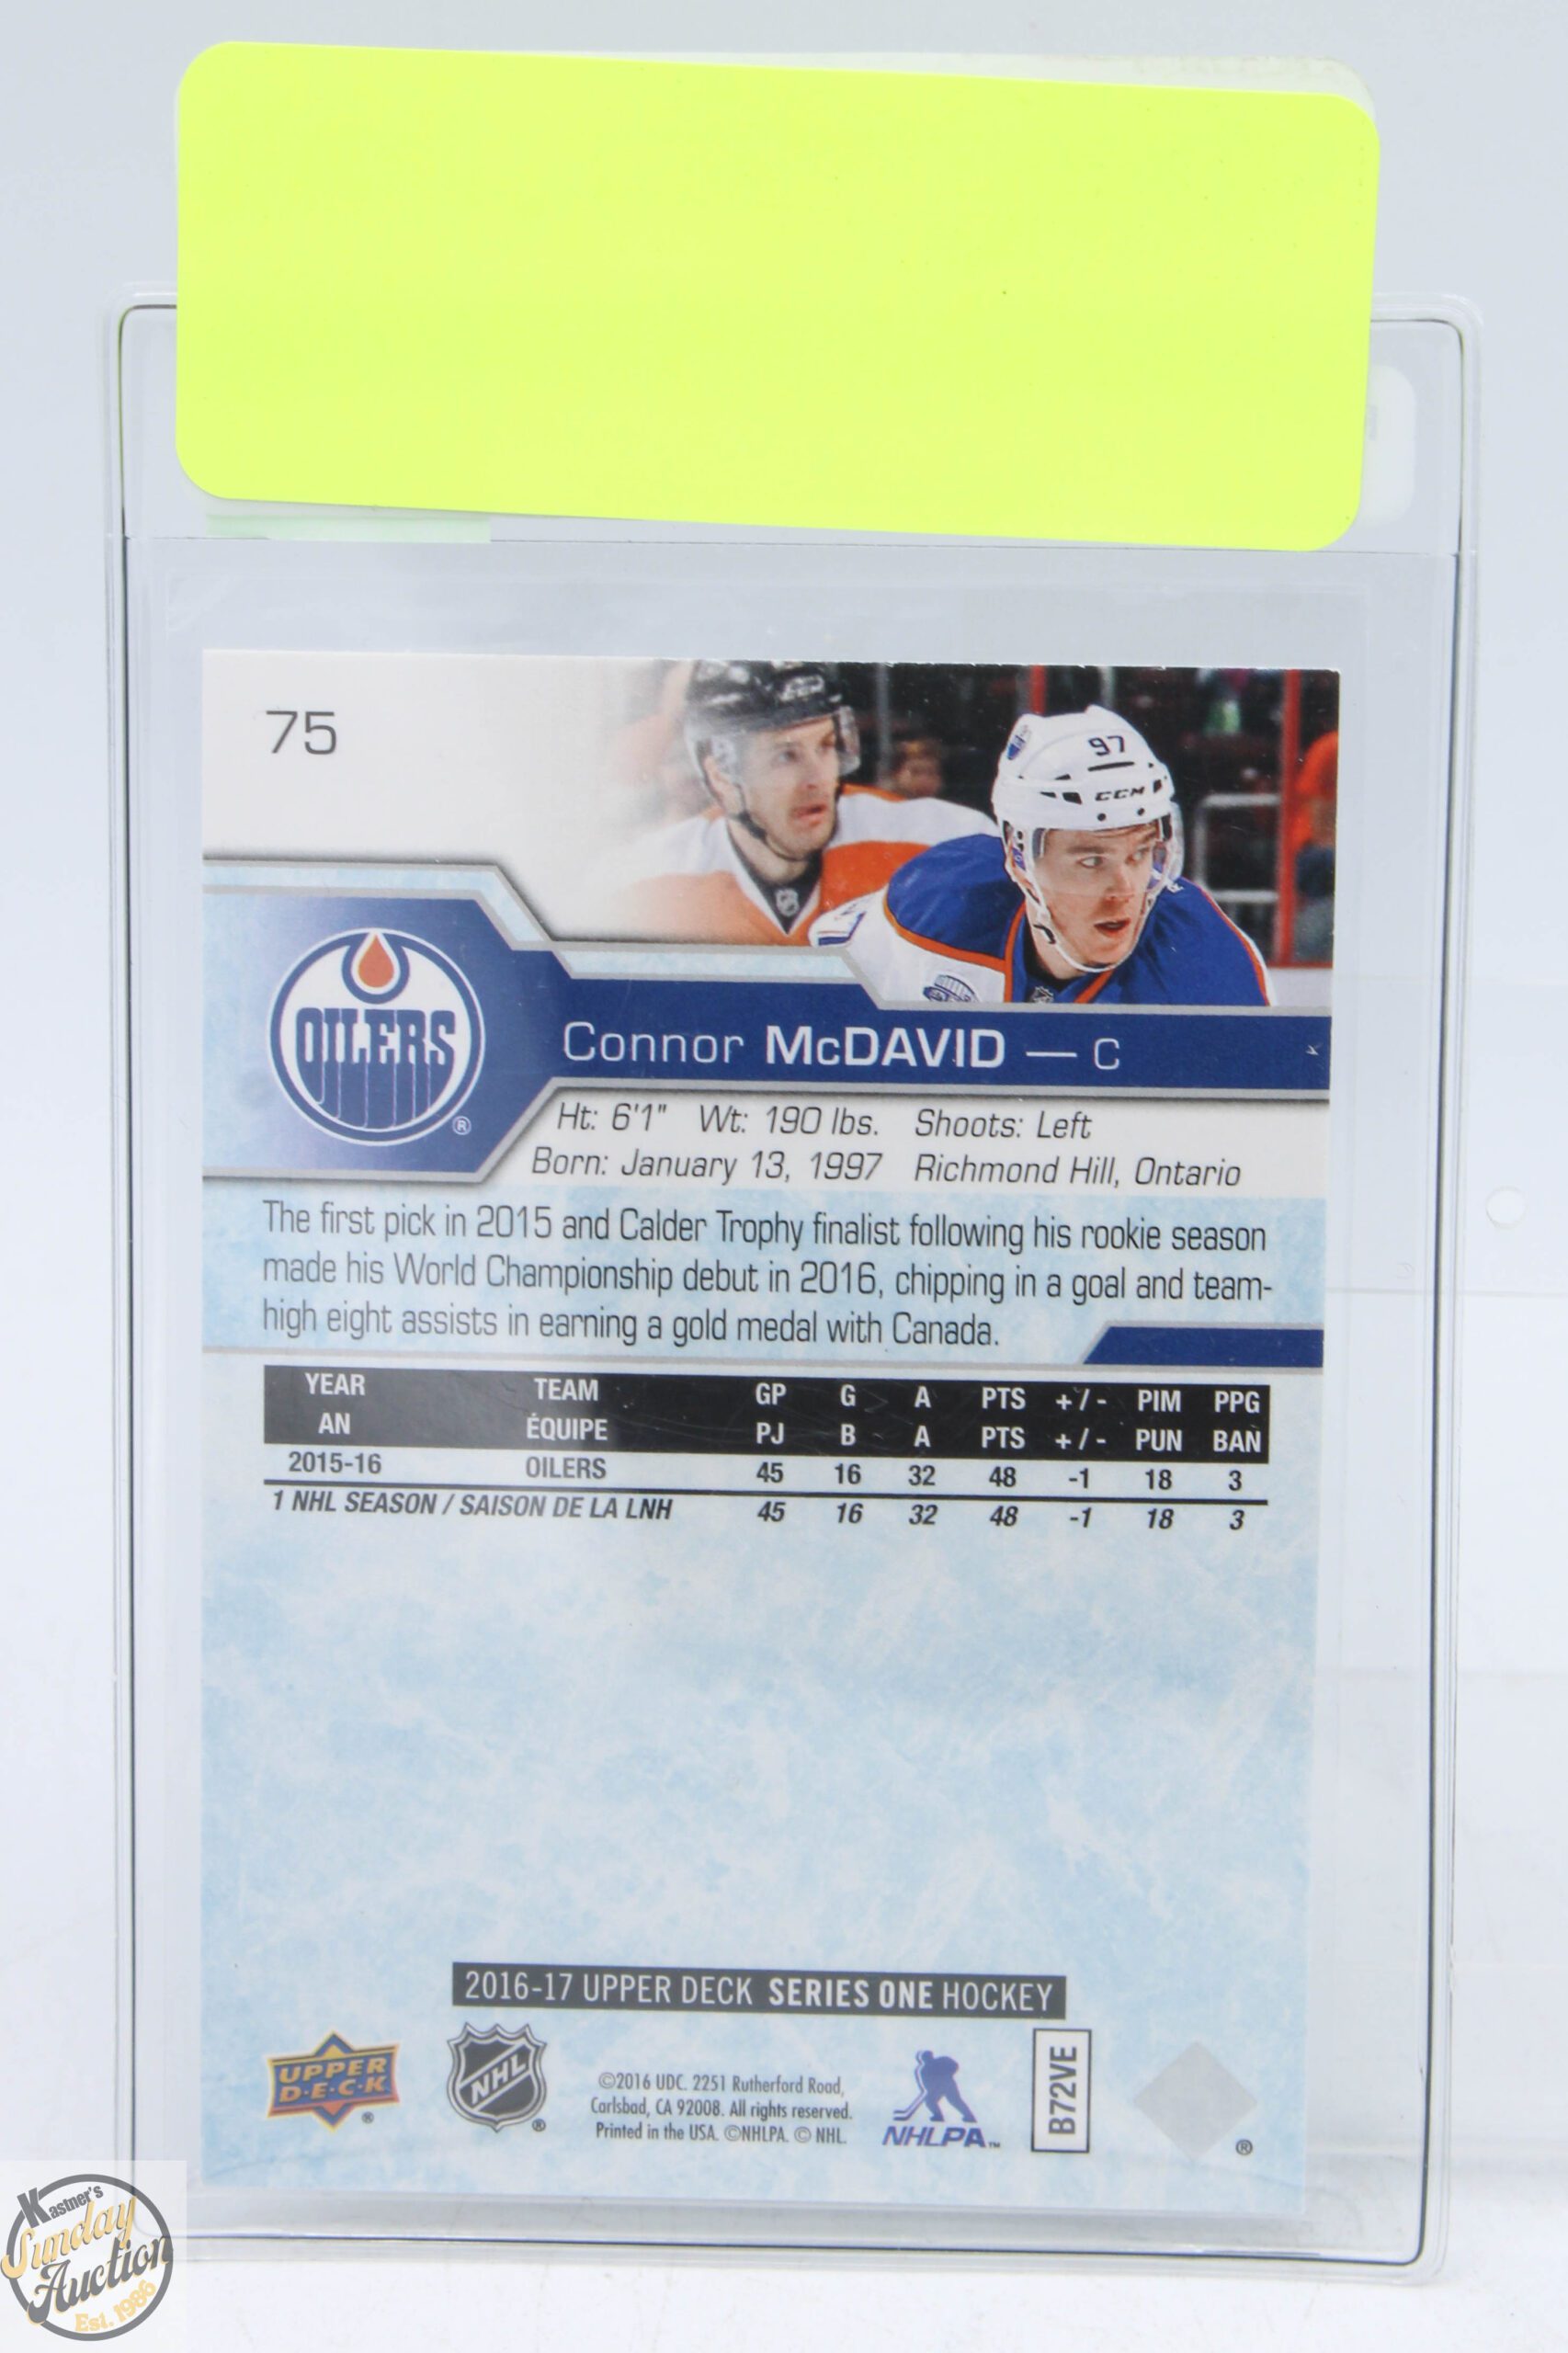 75
97
CCM
OILERS
®
Connor McDAVID — C
Ht: 6'1" Wt: 190 lbs. Shoots: Left
Born: January 13, 1997 Richmond Hill, Ontario
The first pick in 2015 and Calder Trophy finalist following his rookie season
made his World Championship debut in 2016, chipping in a goal and team-
high eight assists in earning a gold medal with Canada.
YEAR TEAM GP G A PTS +/- PIM PPG
AN ÉQUIPE PJ B A PTS +/- PUN BAN
2015-16 OILERS 45 16 32 48 -1 18 3
1 NHL SEASON / SAISON DE LA LNH 45 16 32 48 -1 18 3
2016-17 UPPER DECK SERIES ONE HOCKEY
UPPER
D·E·C·K
®
NHL
®
©2016 UDC. 2251 Rutherford Road,
Carlsbad, CA 92008. All rights reserved.
Printed in the USA. ©NHLPA. © NHL.
NHLPA™
B72VE
®
Kastner's
Sunday
Auction
Est. 1986